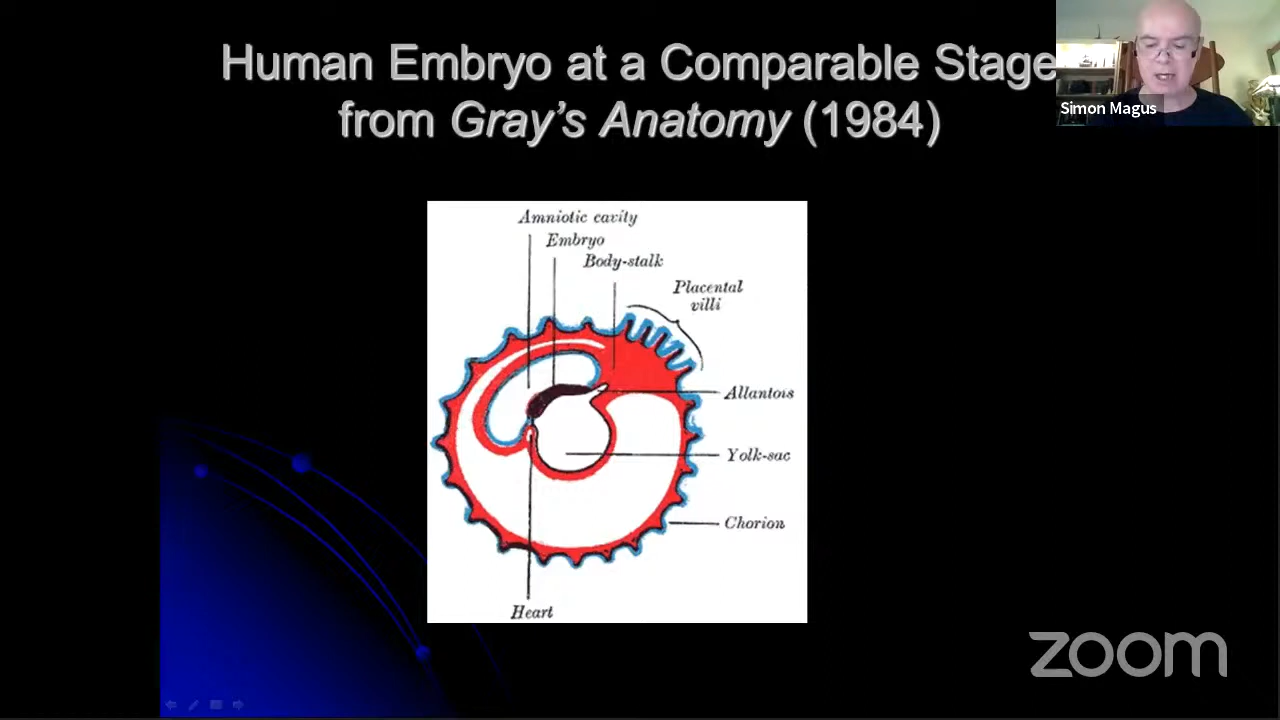 Human Embryo at a Comparable Stage
from Gray's Anatomy (1984)
Simon Magus
Amniotic cavity
Embryo
Body-stalk
Placental
villi
Allantois
Yolk-sac
Chorion
Heart
zoom